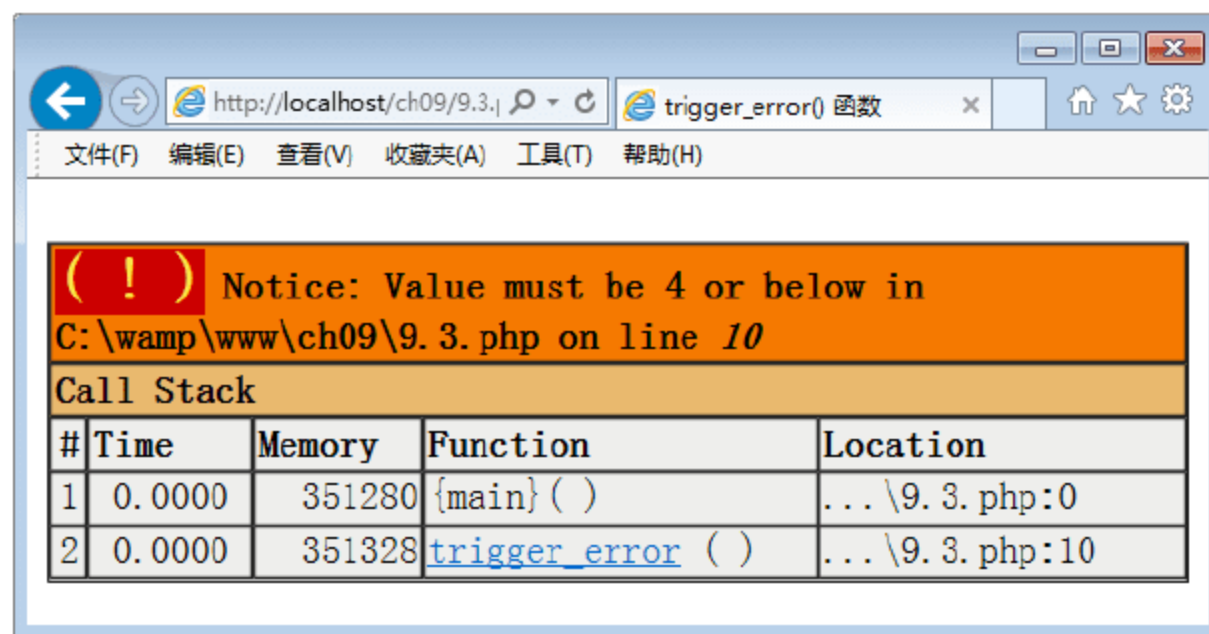 http://localhost/ch09/9.3.p trigger_error() 函数
文件(F) 编辑(E) 查看(V) 收藏夹(A) 工具(T) 帮助(H)
( ! ) Notice: Value must be 4 or below in
C:\wamp\www\ch09\9.3.php on line 10
Call Stack
# Time Memory Function Location
1 0.0000 351280 {main}( ) ...\9.3.php:0
2 0.0000 351328 trigger_error ( ) ...\9.3.php:10